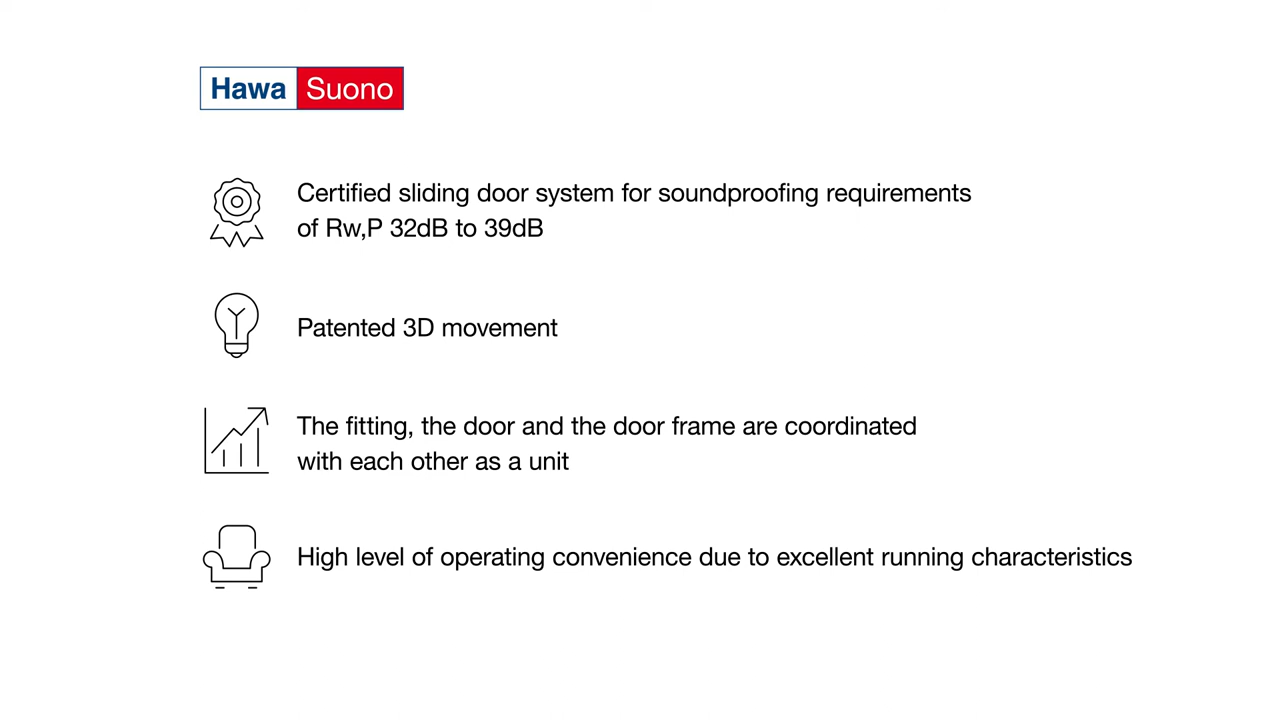 Hawa Suono
Certified sliding door system for soundproofing requirements
of Rw,P 32dB to 39dB
Patented 3D movement
The fitting, the door and the door frame are coordinated
with each other as a unit
High level of operating convenience due to excellent running characteristics